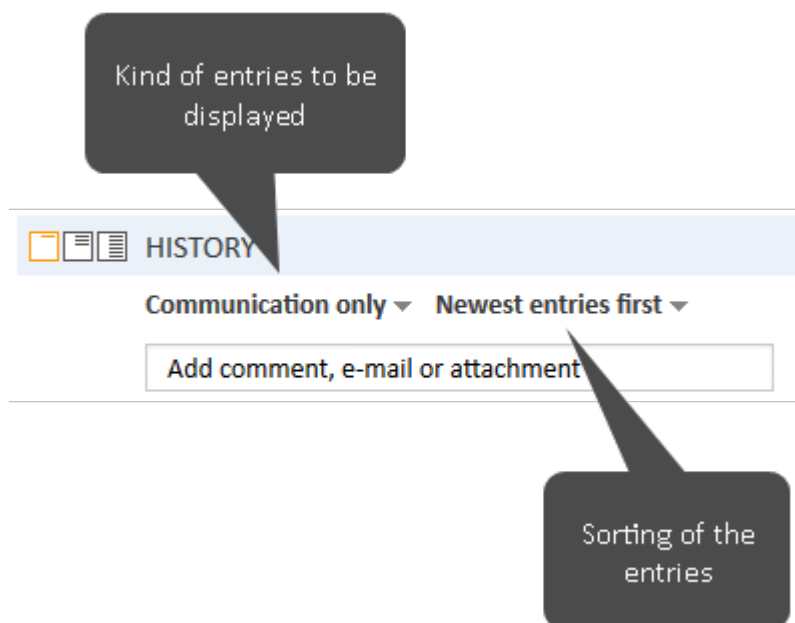 Kind of entries to be
displayed
HISTORY
Communication only Newest entries first
Add comment, e-mail or attachment
Sorting of the
entries